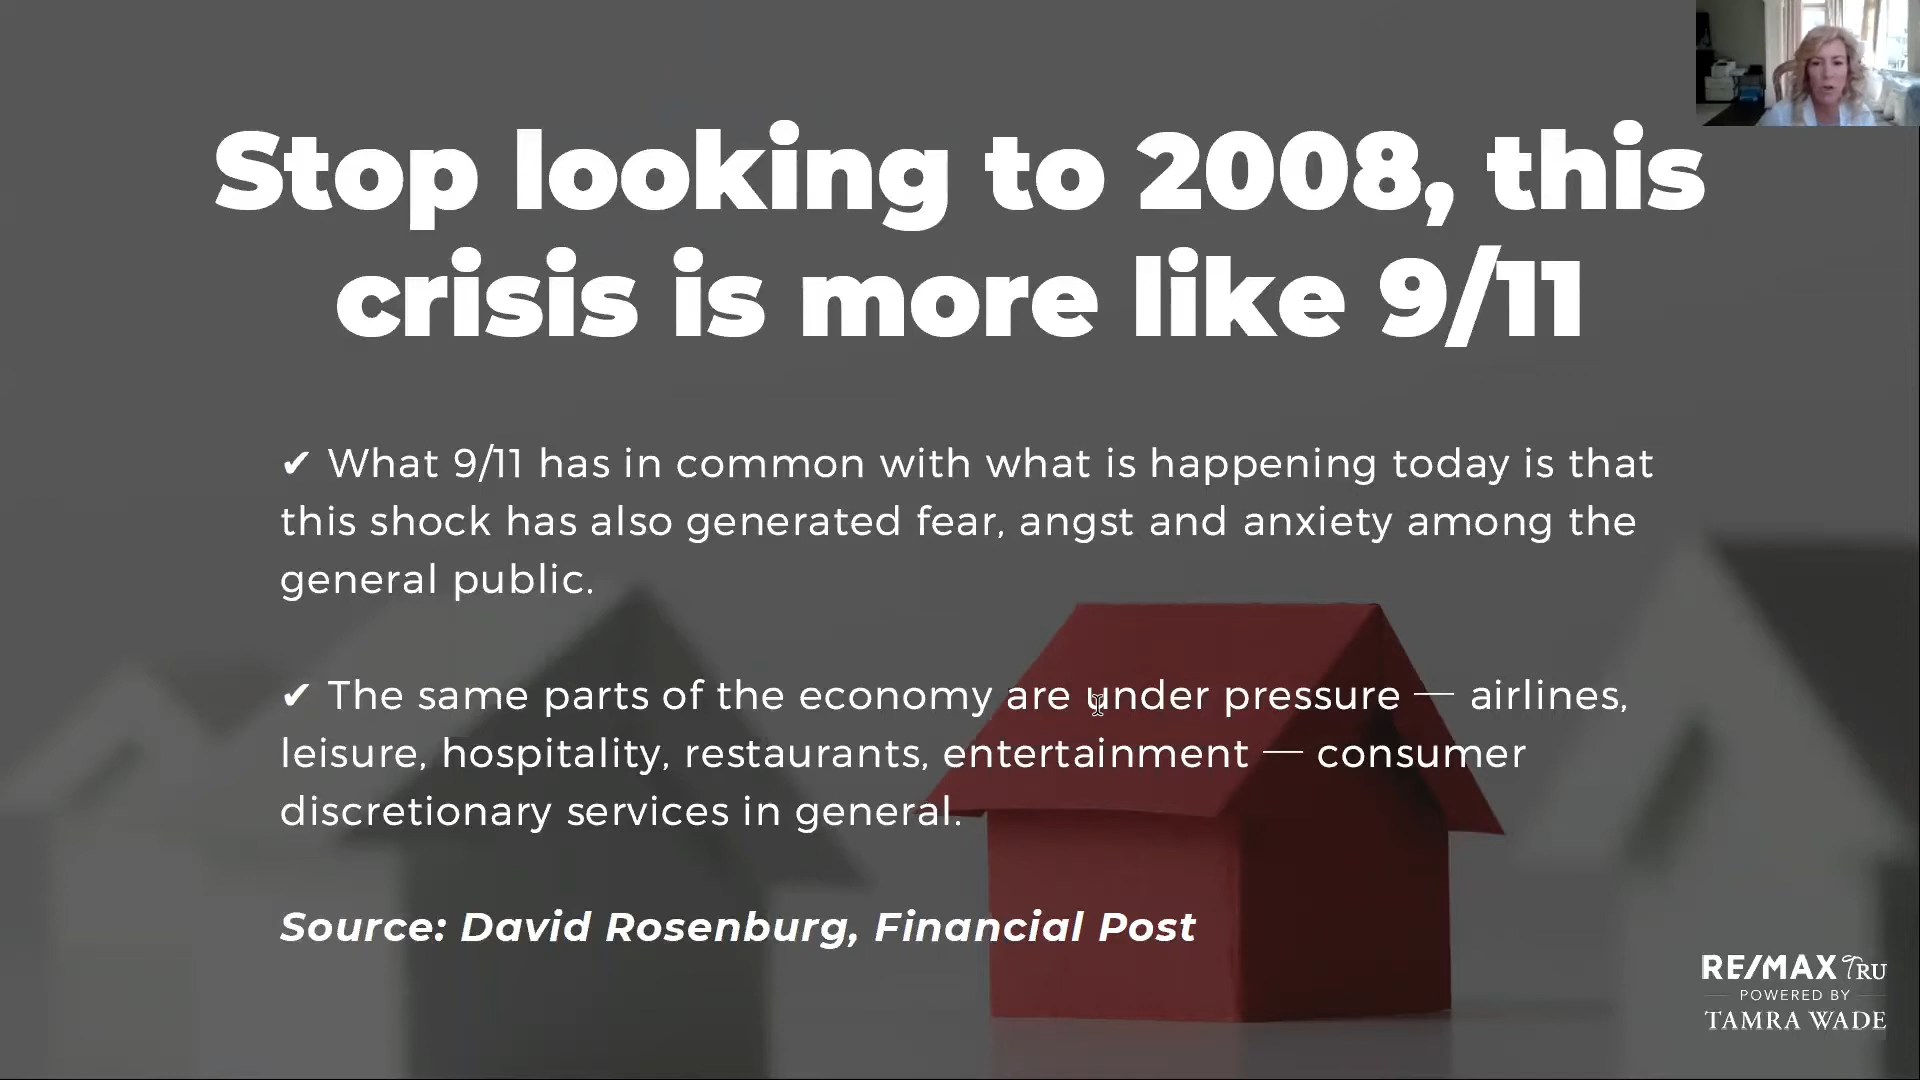 Stop looking to 2008, this
crisis is more like 9/11
✔ What 9/11 has in common with what is happening today is that
this shock has also generated fear, angst and anxiety among the
general public.
✔ The same parts of the economy are under pressure — airlines,
leisure, hospitality, restaurants, entertainment — consumer
discretionary services in general.
Source: David Rosenburg, Financial Post
RE/MAX TRU
POWERED BY
TAMRA WADE